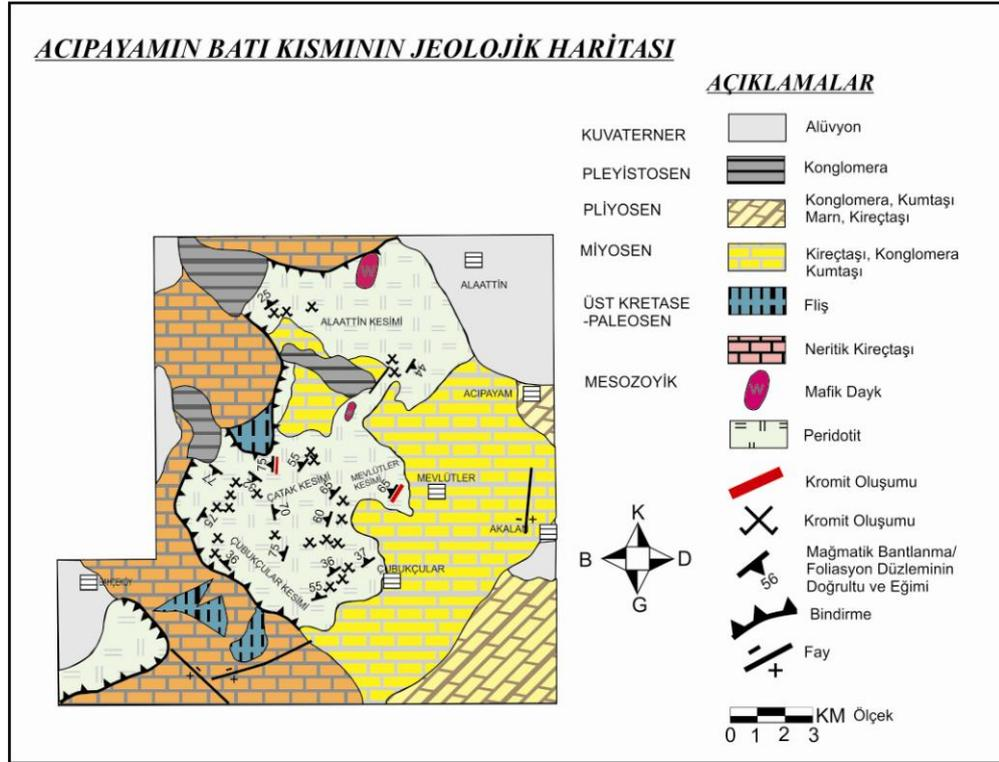 ACIPAYAMIN BATI KISMININ JEOLOJİK HARİTASI
AÇIKLAMALAR
KUVATERNER
Alüvyon
PLEYİSTOSEN
Konglomera
PLİYOSEN
Konglomera, Kumtaşı
Marn, Kireçtaşı
MİYOSEN
Kireçtaşı, Konglomera
Kumtaşı
ÜST KRETASE
-PALEOSEN
Fliş
Neritik Kireçtaşı
MESOZOYİK
W
Mafik Dayk
Peridotit
Kromit Oluşumu
Kromit Oluşumu
56
Mağmatik Bantlanma/
Foliasyon Düzleminin
Doğrultu ve Eğimi
Bindirme
- +
Fay
KM Ölçek
0 1 2 3
K
B D
G
W
ALAATTİN
25
ALAATTİN KESİMİ
44
ACIPAYAM
75
55
77
32
ÇATAK KESİMİ
MEVLÜTLER
KESİMİ
65
65
MEVLÜTLER
75
70
60
AKALAN
- +
75
36
ÇUBUKÇULAR KESİMİ
36
37
55
ÇUBUKÇULAR
+ -
- +